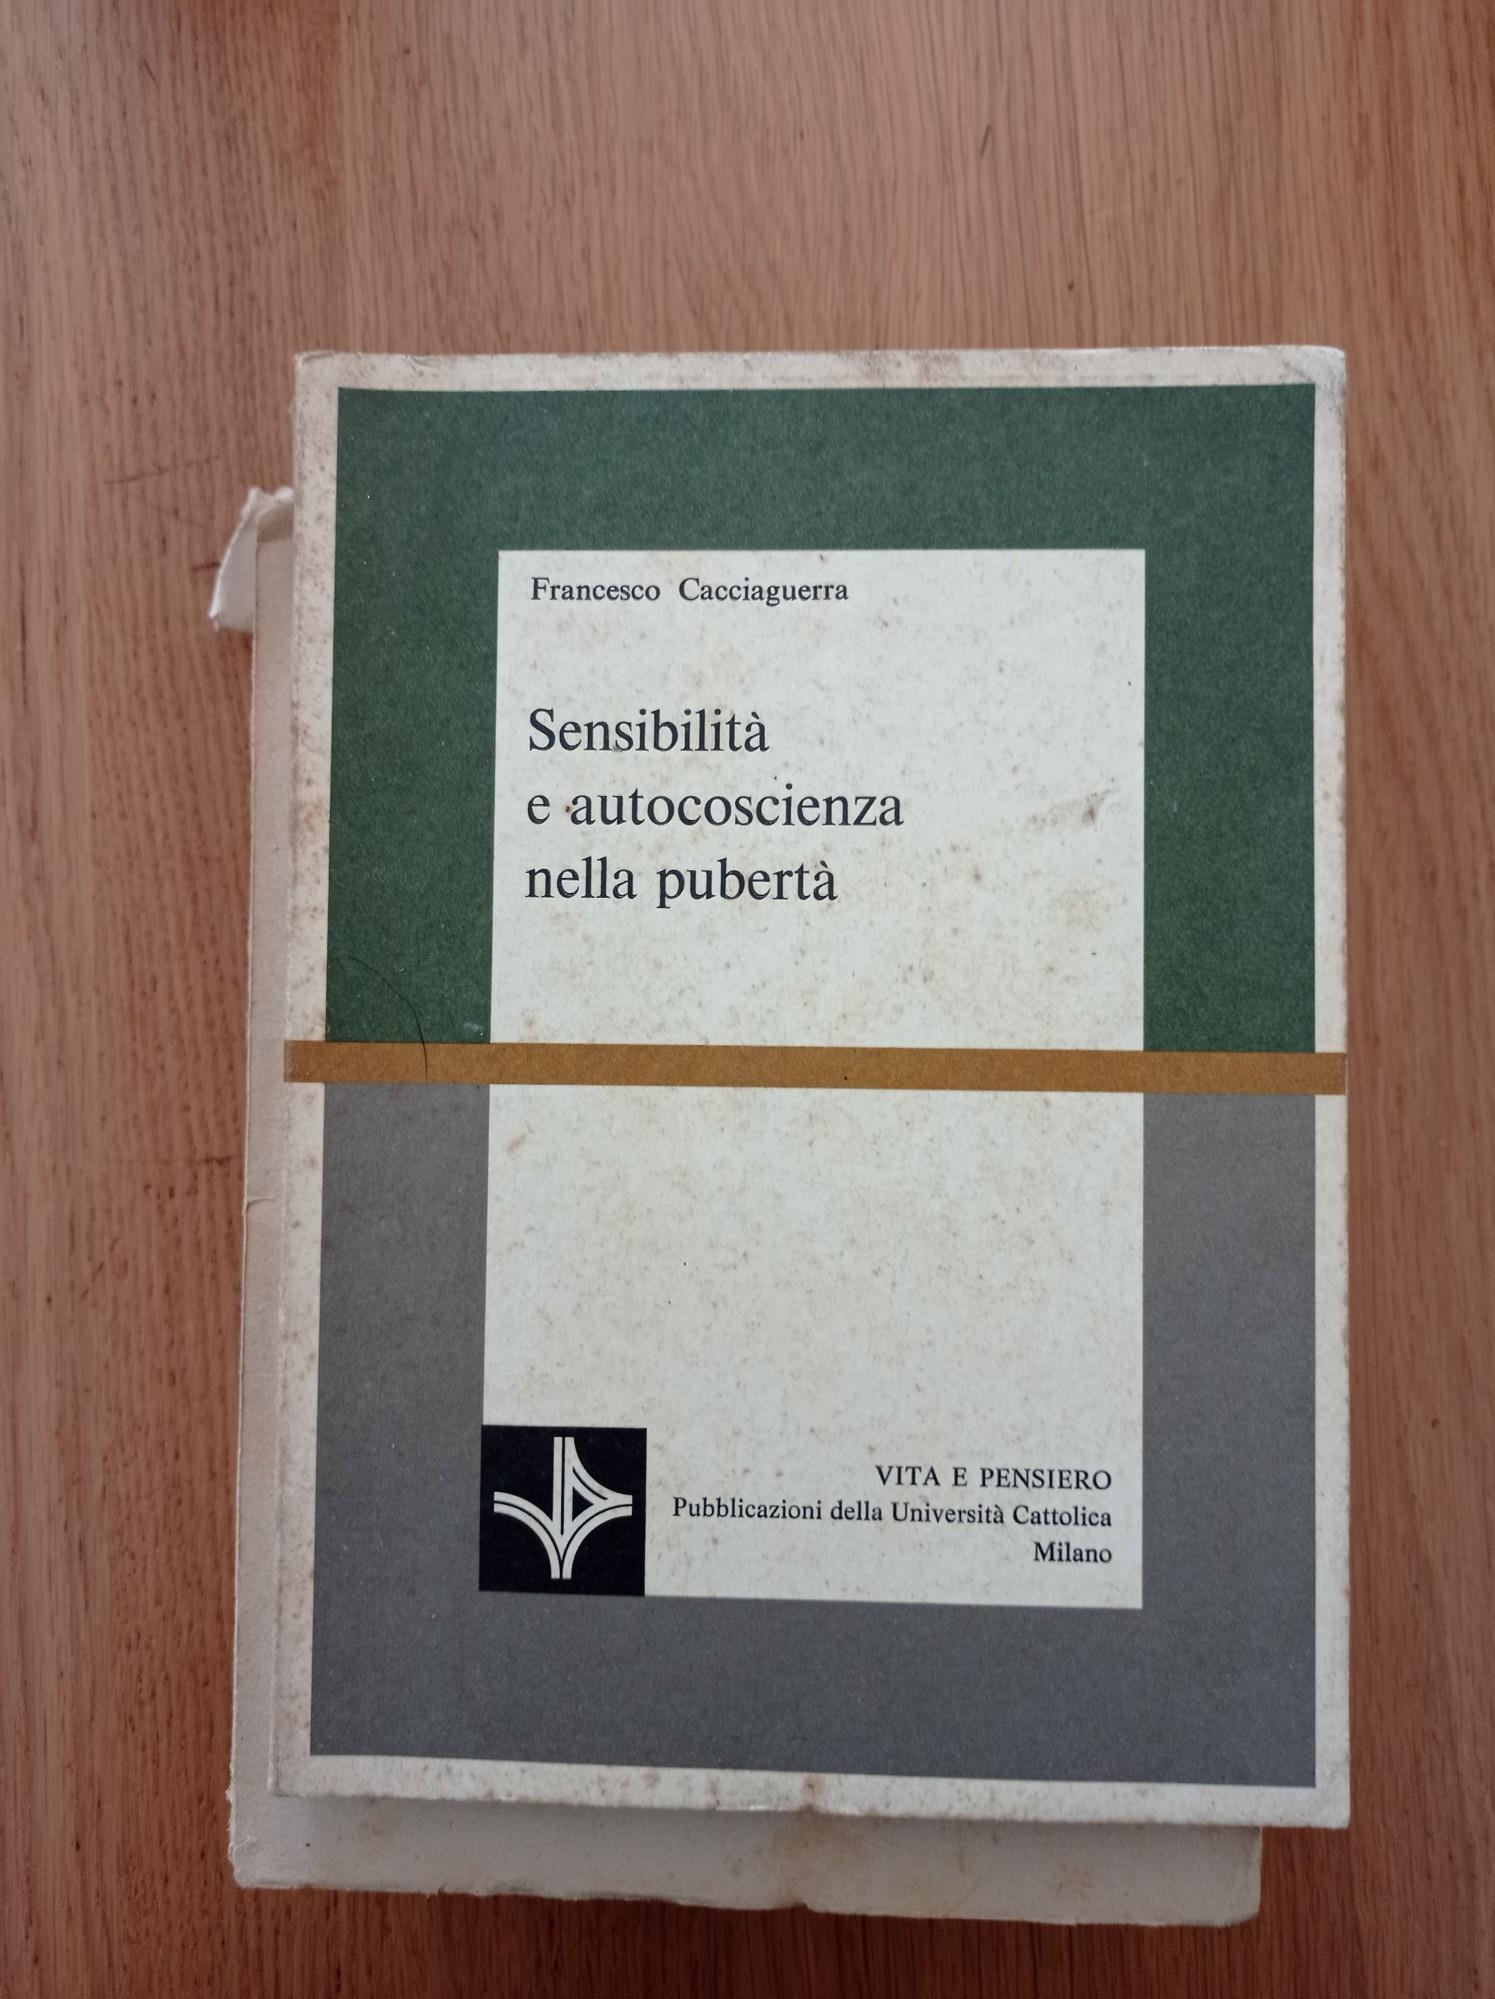 Francesco Cacciaguerra
Sensibilità
e autocoscienza
nella pubertà
VITA E PENSIERO
Pubblicazioni della Università Cattolica
Milano